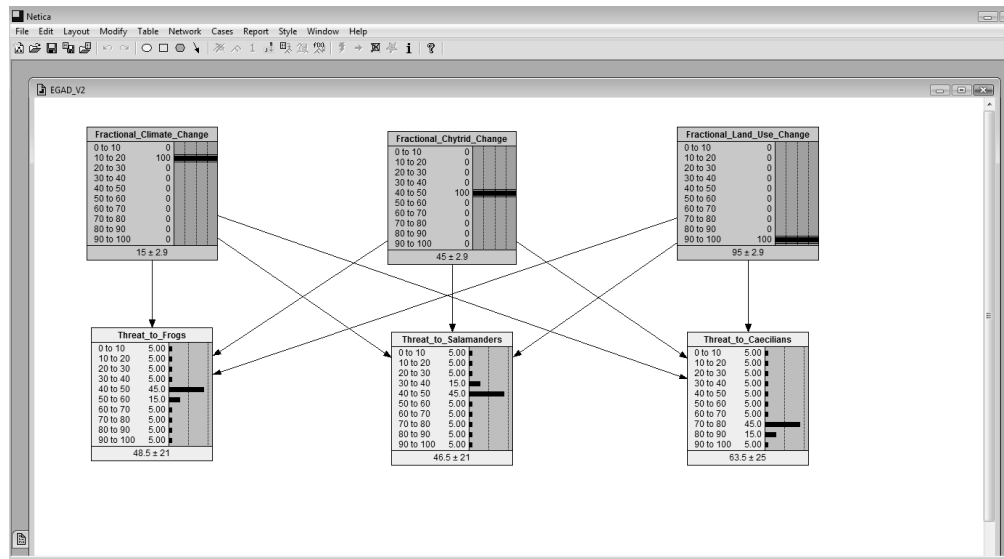 Netica
File Edit Layout Modify Table Network Cases Report Style Window Help
EGAD_V2
Fractional_Climate_Change
0 to 10 0
10 to 20 100
20 to 30 0
30 to 40 0
40 to 50 0
50 to 60 0
60 to 70 0
70 to 80 0
80 to 90 0
90 to 100 0
15 ± 2.9
Fractional_Chytrid_Change
0 to 10 0
10 to 20 0
20 to 30 0
30 to 40 0
40 to 50 100
50 to 60 0
60 to 70 0
70 to 80 0
80 to 90 0
90 to 100 0
45 ± 2.9
Fractional_Land_Use_Change
0 to 10 0
10 to 20 0
20 to 30 0
30 to 40 0
40 to 50 0
50 to 60 0
60 to 70 0
70 to 80 0
80 to 90 0
90 to 100 100
95 ± 2.9
Threat_to_Frogs
0 to 10 5.00
10 to 20 5.00
20 to 30 5.00
30 to 40 5.00
40 to 50 45.0
50 to 60 15.0
60 to 70 5.00
70 to 80 5.00
80 to 90 5.00
90 to 100 5.00
48.5 ± 21
Threat_to_Salamanders
0 to 10 5.00
10 to 20 5.00
20 to 30 5.00
30 to 40 15.0
40 to 50 45.0
50 to 60 5.00
60 to 70 5.00
70 to 80 5.00
80 to 90 5.00
90 to 100 5.00
46.5 ± 21
Threat_to_Caecilians
0 to 10 5.00
10 to 20 5.00
20 to 30 5.00
30 to 40 5.00
40 to 50 5.00
50 to 60 5.00
60 to 70 5.00
70 to 80 45.0
80 to 90 15.0
90 to 100 5.00
63.5 ± 25